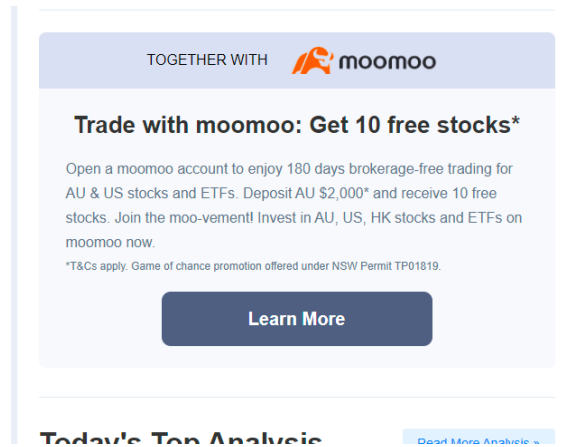 TOGETHER WITH moomoo
Trade with moomoo: Get 10 free stocks*
Open a moomoo account to enjoy 180 days brokerage-free trading for
AU & US stocks and ETFs. Deposit AU $2,000* and receive 10 free
stocks. Join the moo-vement! Invest in AU, US, HK stocks and ETFs on
moomoo now.
*T&Cs apply. Game of chance promotion offered under NSW Permit TP01819.
Learn More
Today's Top Analysis
Read More Analysis »